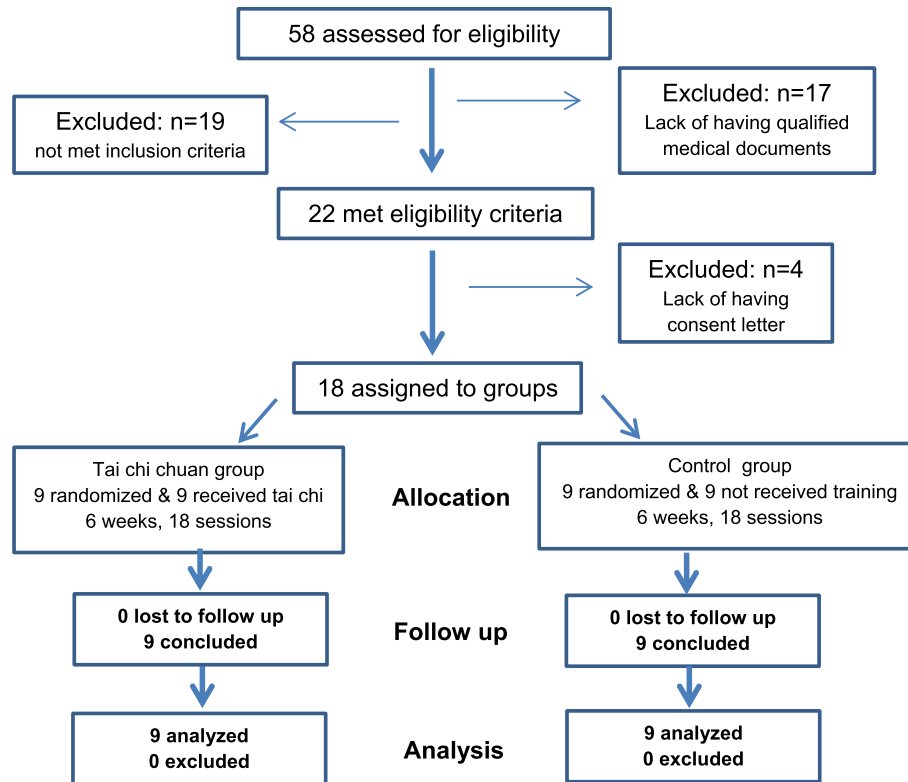 58 assessed for eligibility
Excluded: n=19
not met inclusion criteria
Excluded: n=17
Lack of having qualified
medical documents
22 met eligibility criteria
Excluded: n=4
Lack of having
consent letter
18 assigned to groups
Tai chi chuan group
9 randomized & 9 received tai chi
6 weeks, 18 sessions
Allocation
Control group
9 randomized & 9 not received training
6 weeks, 18 sessions
0 lost to follow up
9 concluded
Follow up
0 lost to follow up
9 concluded
9 analyzed
0 excluded
Analysis
9 analyzed
0 excluded